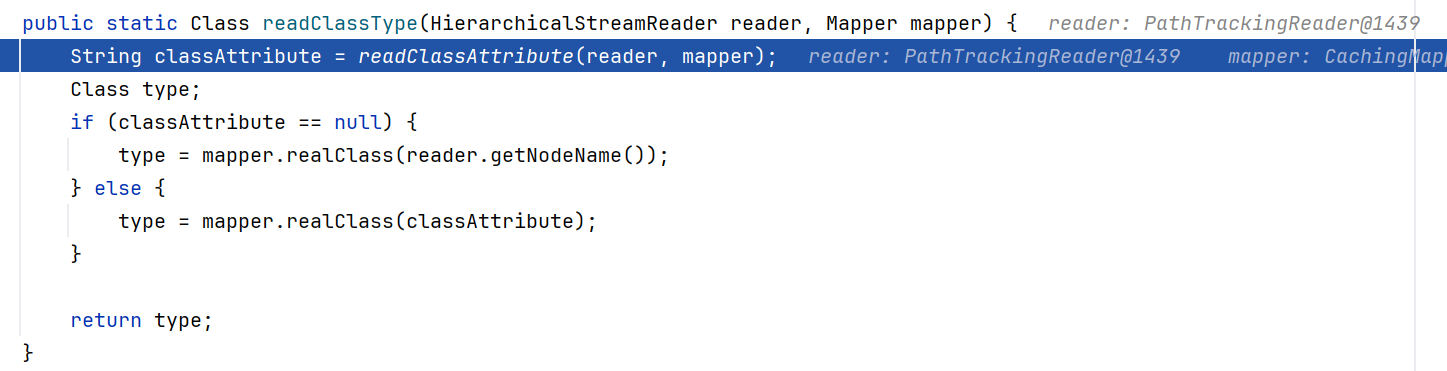 public static Class readClassType(HierarchicalStreamReader reader, Mapper mapper) {   reader: PathTrackingReader@1439
    String classAttribute = readClassAttribute(reader, mapper);   reader: PathTrackingReader@1439    mapper: CachingMapp
    Class type;
    if (classAttribute == null) {
        type = mapper.realClass(reader.getNodeName());
    } else {
        type = mapper.realClass(classAttribute);
    }

    return type;
}